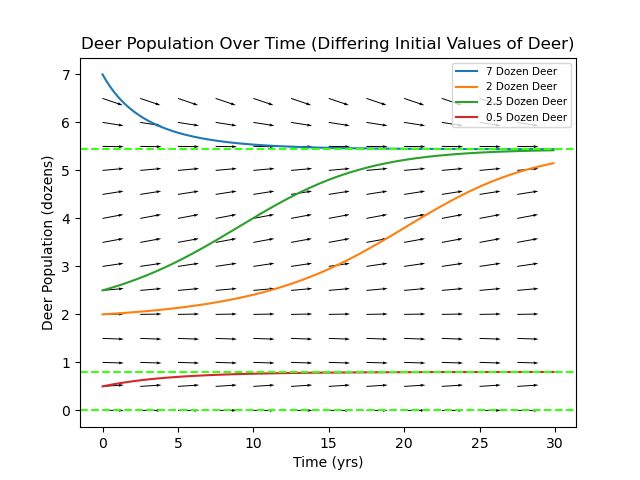 Deer Population Over Time (Differing Initial Values of Deer)
7 Dozen Deer
2 Dozen Deer
2.5 Dozen Deer
0.5 Dozen Deer
Deer Population (dozens)
7
6
5
4
3
2
1
0
0 5 10 15 20 25 30
Time (yrs)